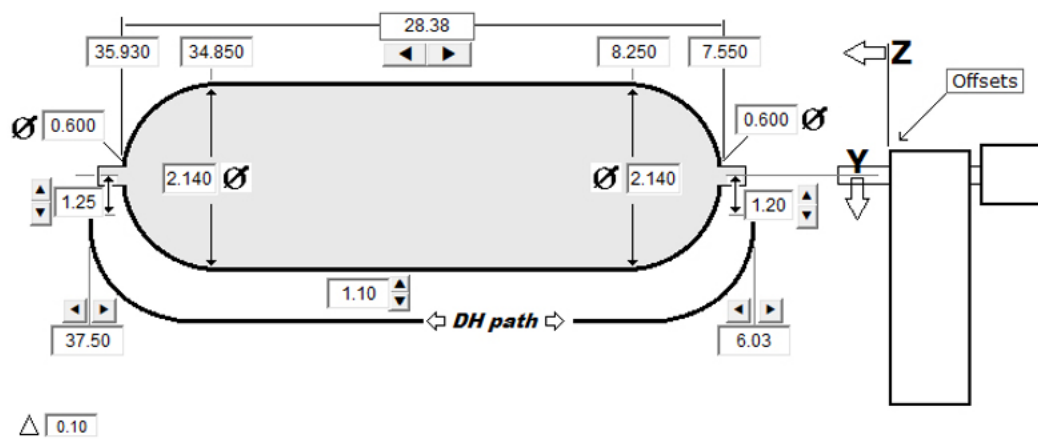 28.38
35.930 34.850 8.250 7.550
Z
Offsets
Ø 0.600
0.600 Ø
2.140 Ø
Ø 2.140
Y
1.25
1.20
1.10
DH path
37.50
6.03
△ 0.10